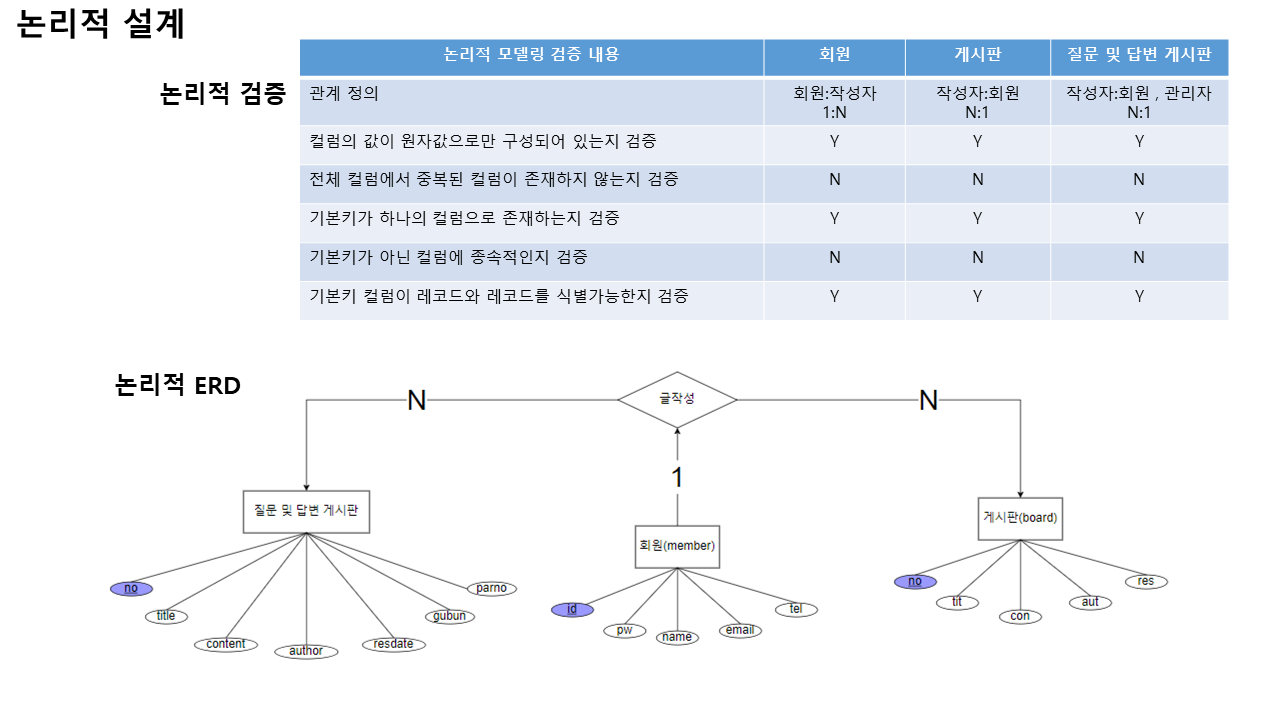 논리적 설계
논리적 검증
논리적 모델링 검증 내용 회원 게시판 질문 및 답변 게시판
관계 정의 회원:작성자 작성자:회원 작성자:회원 , 관리자
1:N N:1 N:1
컬럼의 값이 원자값으로만 구성되어 있는지 검증 Y Y Y
전체 컬럼에서 중복된 컬럼이 존재하지 않는지 검증 N N N
기본키가 하나의 컬럼으로 존재하는지 검증 Y Y Y
기본키가 아닌 컬럼에 종속적인지 검증 N N N
기본키 컬럼이 레코드와 레코드를 식별가능한지 검증 Y Y Y
논리적 ERD
N 글작성 N
1
질문 및 답변 게시판
no
title
content
author
resdate
gubun
parno
회원(member)
id
pw
name
email
tel
게시판(board)
no
tit
con
aut
res